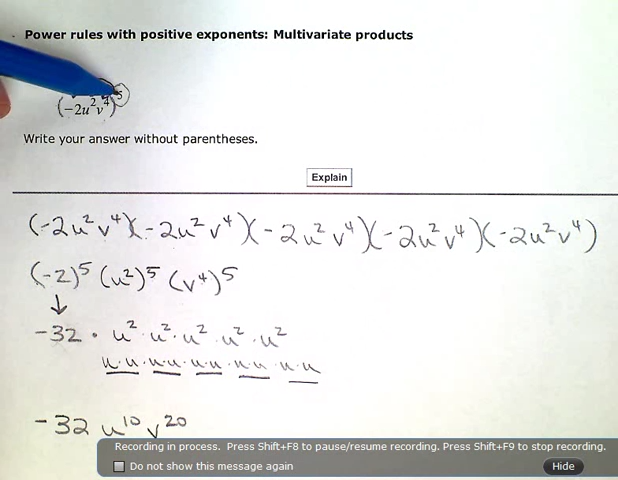 Power rules with positive exponents: Multivariate products
(-2u²v⁴)⁵
Write your answer without parentheses.
Explain
(-2u²v⁴)(-2u²v⁴)(-2u²v⁴)(-2u²v⁴)(-2u²v⁴)
(-2)⁵ (u²)⁵ (v⁴)⁵
↓
-32 · u² · u² · u² · u² · u²
u·u · u·u · u·u · u·u · u·u
-32 u¹⁰ v²⁰
Recording in process. Press Shift+F8 to pause/resume recording. Press Shift+F9 to stop recording.
Do not show this message again
Hide